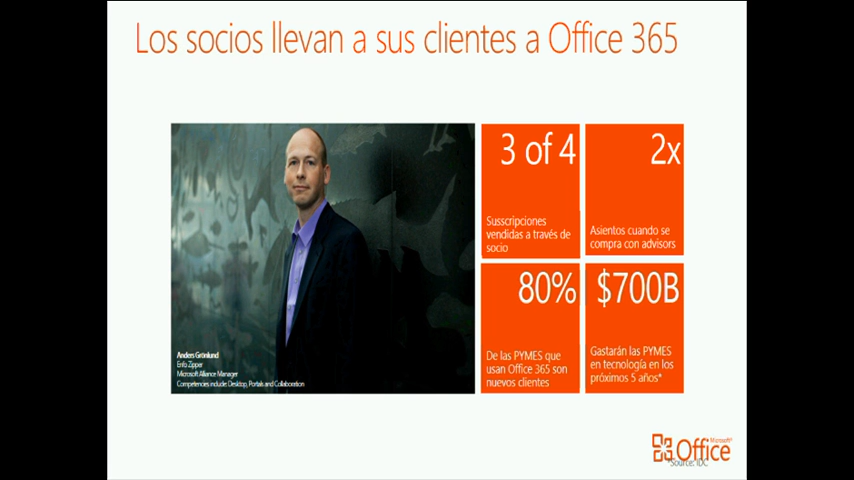 Los socios llevan a sus clientes a Office 365
3 of 4
Susscripciones
vendidas a través de
socio
2x
Asientos cuando se
compra con advisors
80%
De las PYMES que
usan Office 365 son
nuevos clientes
$700B
Gastarán las PYMES
en tecnología en los
próximos 5 años*
Anders Grönlund
Enfo Zipper
Microsoft Alliance Manager
Competencies include: Desktop, Portals and Collaboration
Microsoft®
Office
*Source: IDC